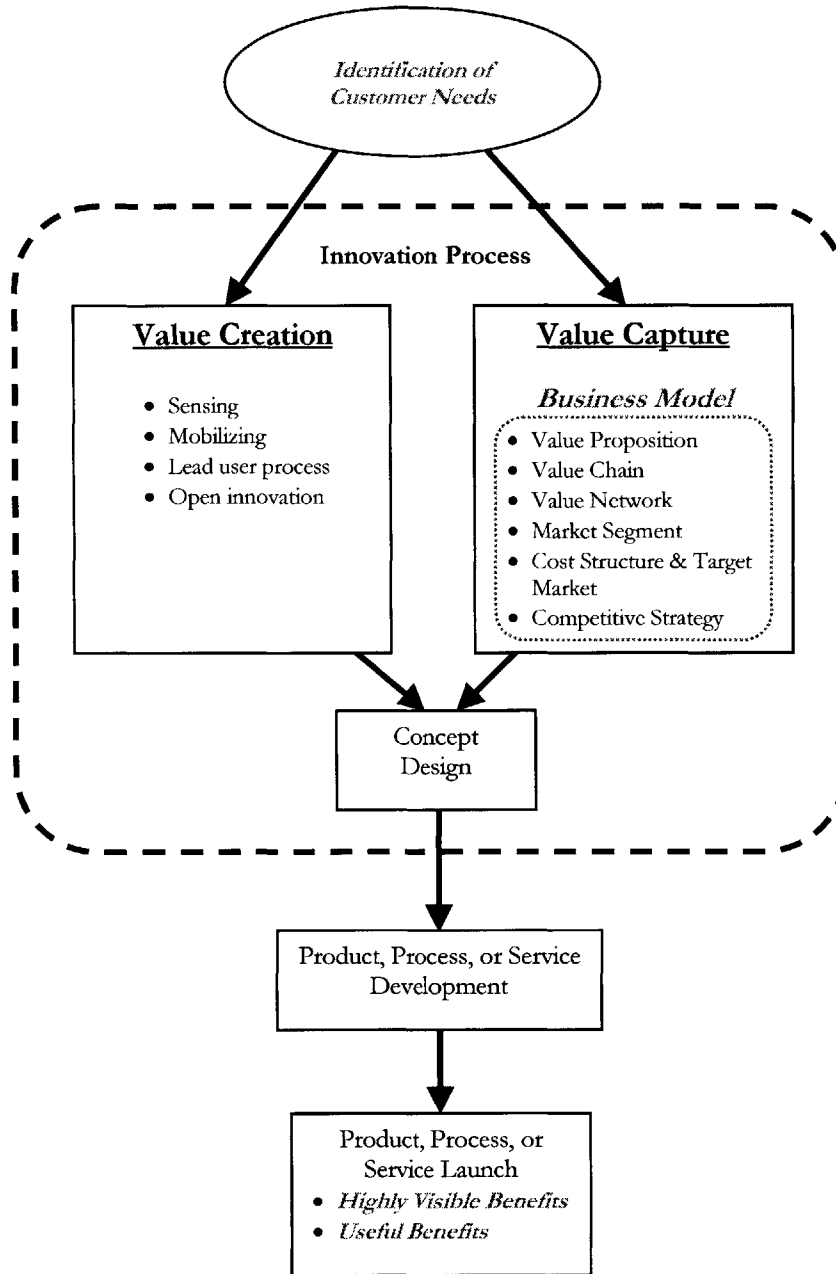 Identification of
Customer Needs
Innovation Process
Value Creation
• Sensing
• Mobilizing
• Lead user process
• Open innovation
Value Capture
Business Model
• Value Proposition
• Value Chain
• Value Network
• Market Segment
• Cost Structure & Target
Market
• Competitive Strategy
Concept
Design
Product, Process, or Service
Development
Product, Process, or
Service Launch
• Highly Visible Benefits
• Useful Benefits